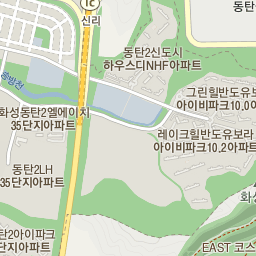 IC
신리
동탄
동탄2신도시
하우스디NHF아파트
그린힐반도유보
아이비파크10.0아
화성동탄2엘에이치
35단지아파트
레이크힐반도유보라
아이비파크10.2아파트
동탄2LH
35단지아파트
화성
동탄2아이파크
단지아파트
EAST 코스